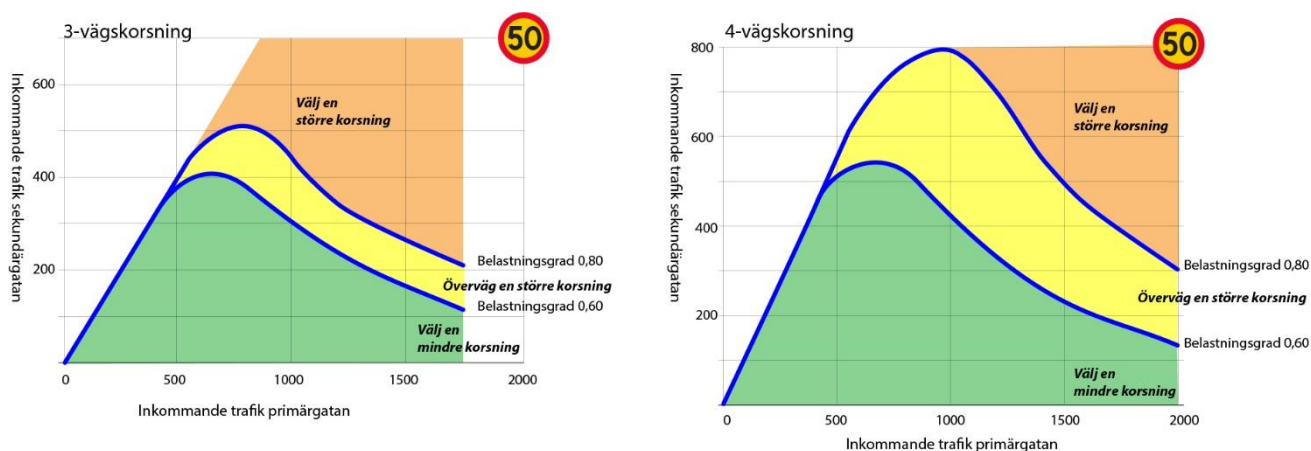 3-vägskorsning
50
600
400
200
0
500
1000
1500
2000
Inkommande trafik sekundärgatan
Inkommande trafik primärgatan
Välj en
större korsning
Belastningsgrad 0,80
Överväg en större korsning
Belastningsgrad 0,60
Välj en
mindre korsning
4-vägskorsning
50
800
600
400
200
0
500
1000
1500
2000
Inkommande trafik sekundärgatan
Inkommande trafik primärgatan
Välj en
större korsning
Belastningsgrad 0,80
Överväg en större korsning
Belastningsgrad 0,60
Välj en
mindre korsning